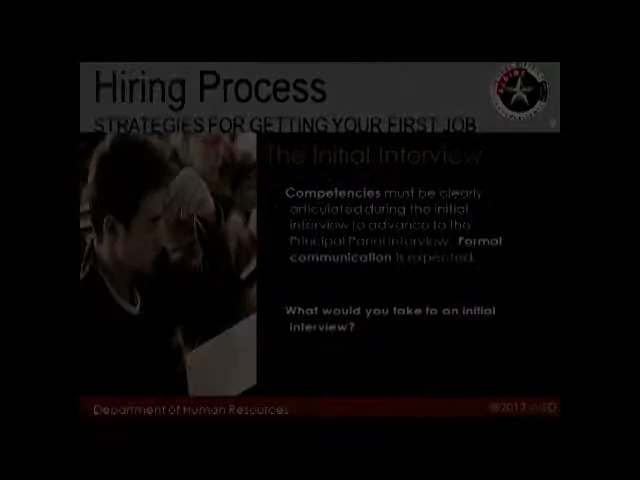 Hiring Process
STRATEGIES FOR GETTING YOUR FIRST JOB
The Initial Interview
Competencies must be clearly
articulated during the initial
interview to advance to the
Principal Panel Interview. Formal
communication is expected.
What would you take to an initial
interview?
Department of Human Resources
©2012